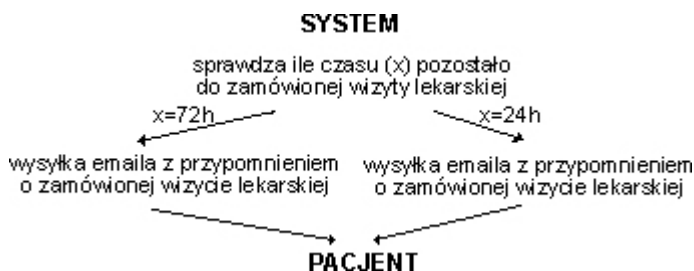 SYSTEM
sprawdza ile czasu (x) pozostało
do zamówionej wizyty lekarskiej
x=72h x=24h
wysyłka emaila z przypomnieniem
o zamówionej wizycie lekarskiej
wysyłka emaila z przypomnieniem
o zamówionej wizycie lekarskiej
PACJENT